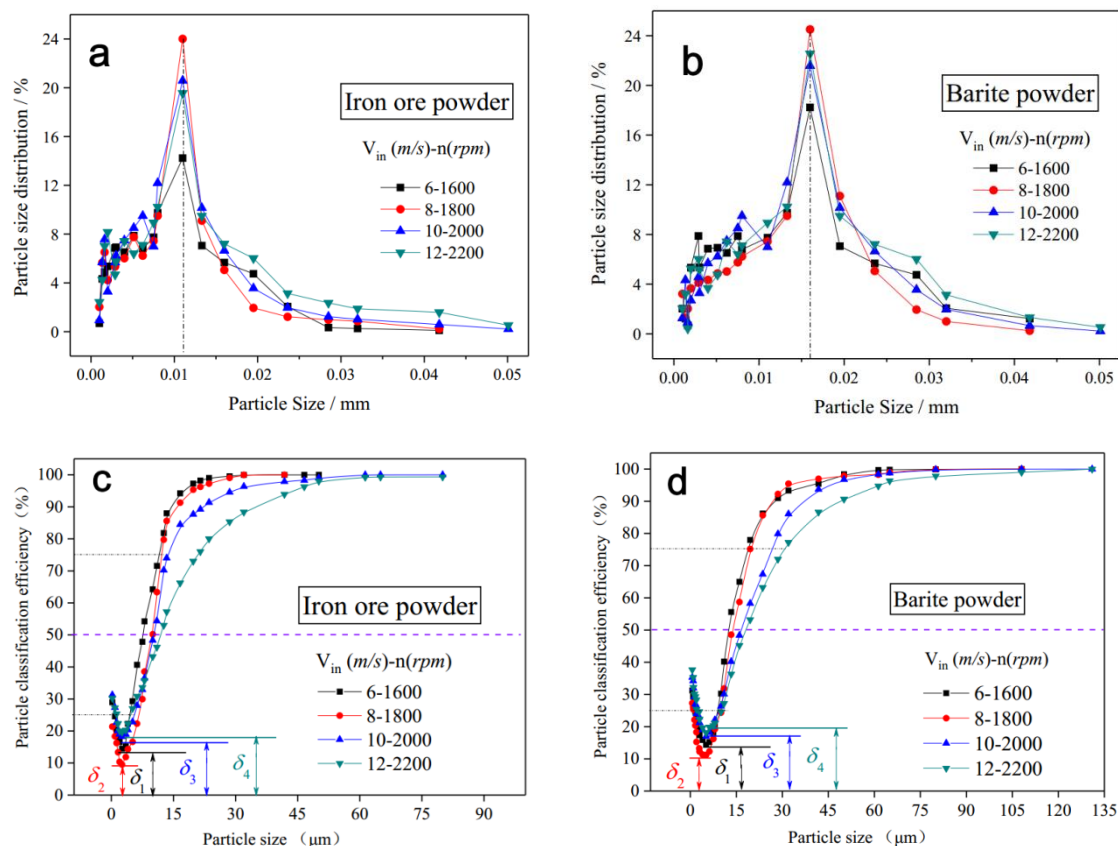 a
Particle size distribution / %
24
20
16
12
8
4
0
Iron ore powder
V_in (m/s)-n(rpm)
6-1600
8-1800
10-2000
12-2200
0.00 0.01 0.02 0.03 0.04 0.05
Particle Size / mm
b
Particle size distribution / %
24
20
16
12
8
4
0
Barite powder
V_in (m/s)-n(rpm)
6-1600
8-1800
10-2000
12-2200
0.00 0.01 0.02 0.03 0.04 0.05
Particle Size / mm
c
Particle classification efficiency (%)
100
90
80
70
60
50
40
30
20
10
0
Iron ore powder
V_in (m/s)-n(rpm)
6-1600
8-1800
10-2000
12-2200
δ2 δ1 δ3 δ4
0 15 30 45 60 75 90
Particle size (μm)
d
Particle classification efficiency (%)
100
90
80
70
60
50
40
30
20
10
0
Barite powder
V_in (m/s)-n(rpm)
6-1600
8-1800
10-2000
12-2200
δ2 δ1 δ3 δ4
0 15 30 45 60 75 90 105 120 135
Particle size (μm)